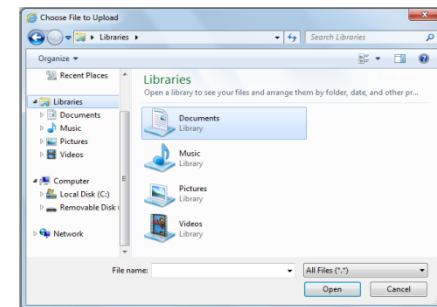 Choose File to Upload
Libraries
Search Libraries
Organize
Recent Places
Libraries
Documents
Music
Pictures
Videos
Computer
Local Disk (C:)
Removable Disk
Network
Libraries
Open a library to see your files and arrange them by folder, date, and other pr...
Documents
Library
Music
Library
Pictures
Library
Videos
Library
File name:
All Files (*.*)
Open
Cancel